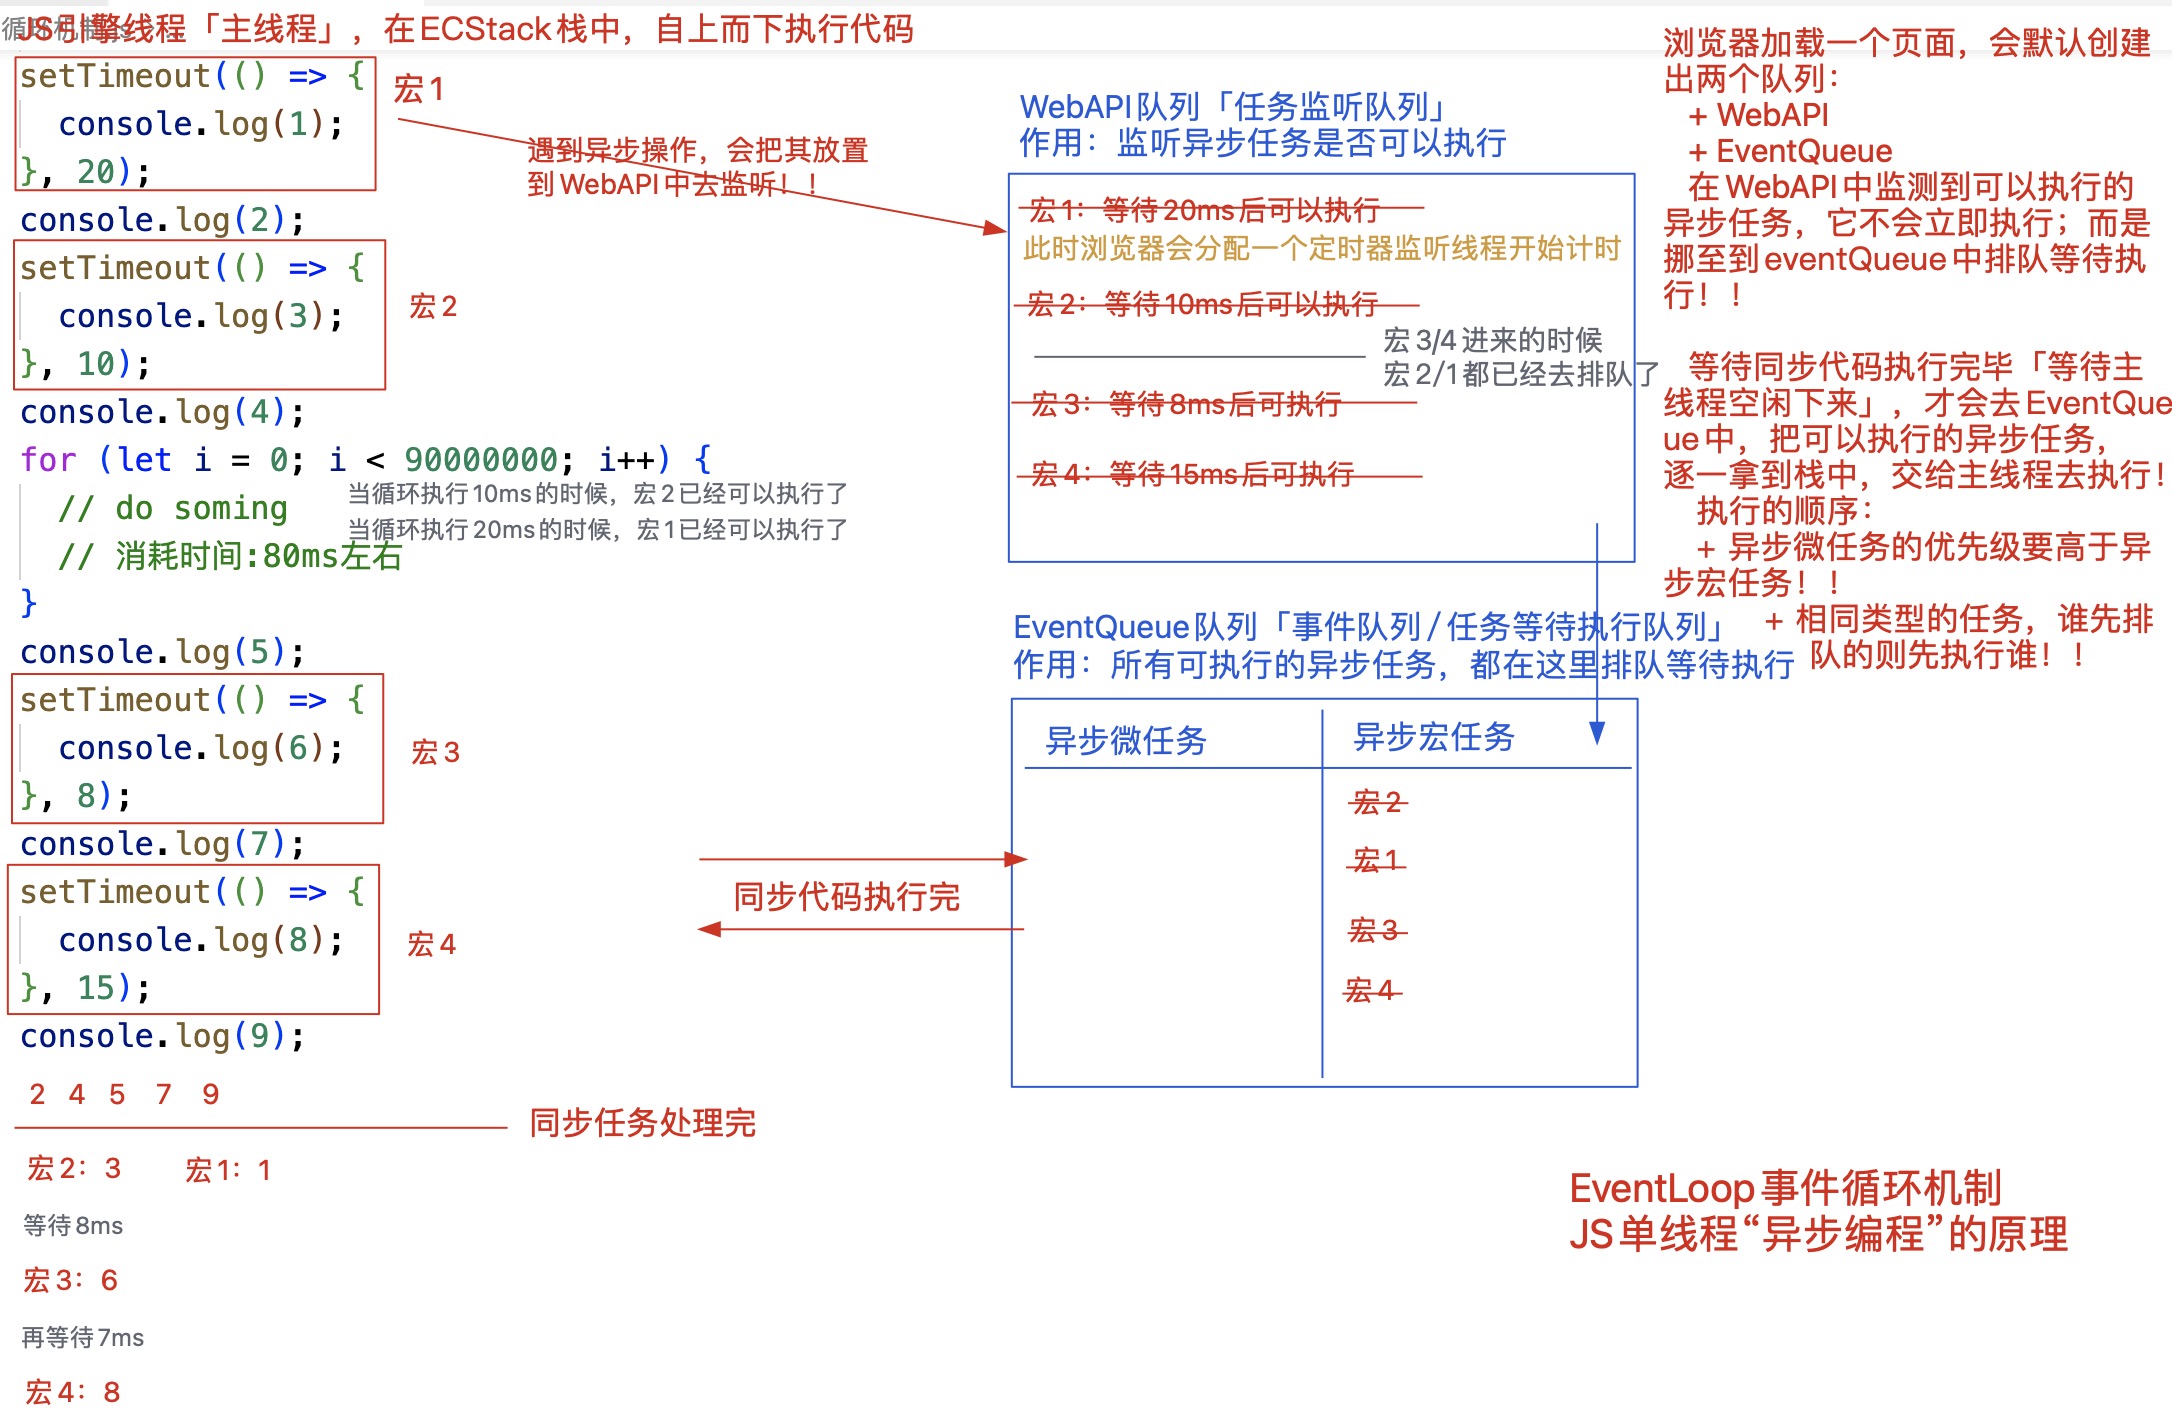 JS引擎线程「主线程」，在ECStack栈中，自上而下执行代码
setTimeout(() => {
  console.log(1);
}, 20);
宏1
console.log(2);
setTimeout(() => {
  console.log(3);
}, 10);
宏2
console.log(4);
for (let i = 0; i < 90000000; i++) {
  // do soming
  // 消耗时间:80ms左右
}
当循环执行10ms的时候，宏2已经可以执行了
当循环执行20ms的时候，宏1已经可以执行了
console.log(5);
setTimeout(() => {
  console.log(6);
}, 8);
宏3
console.log(7);
setTimeout(() => {
  console.log(8);
}, 15);
宏4
console.log(9);
2 4 5 7 9
同步任务处理完
宏2：3 宏1：1
等待8ms
宏3：6
再等待7ms
宏4：8
遇到异步操作，会把其放置
到WebAPI中去监听！！
WebAPI队列「任务监听队列」
作用：监听异步任务是否可以执行
宏1：等待20ms后可以执行
此时浏览器会分配一个定时器监听线程开始计时
宏2：等待10ms后可以执行
宏3/4进来的时候
宏2/1都已经去排队了
宏3：等待8ms后可执行
宏4：等待15ms后可执行
EventQueue队列「事件队列/任务等待执行队列」
作用：所有可执行的异步任务，都在这里排队等待执行
异步微任务 异步宏任务
宏2
宏1
宏3
宏4
同步代码执行完
浏览器加载一个页面，会默认创建
出两个队列：
+ WebAPI
+ EventQueue
在WebAPI中监测到可以执行的
异步任务，它不会立即执行；而是
挪至到eventQueue中排队等待执
行！！
等待同步代码执行完毕「等待主
线程空闲下来」，才会去EventQue
ue中，把可以执行的异步任务，
逐一拿到栈中，交给主线程去执行！
执行的顺序：
+ 异步微任务的优先级要高于异
步宏任务！！
+ 相同类型的任务，谁先排
队的则先执行谁！！
EventLoop事件循环机制
JS单线程“异步编程”的原理